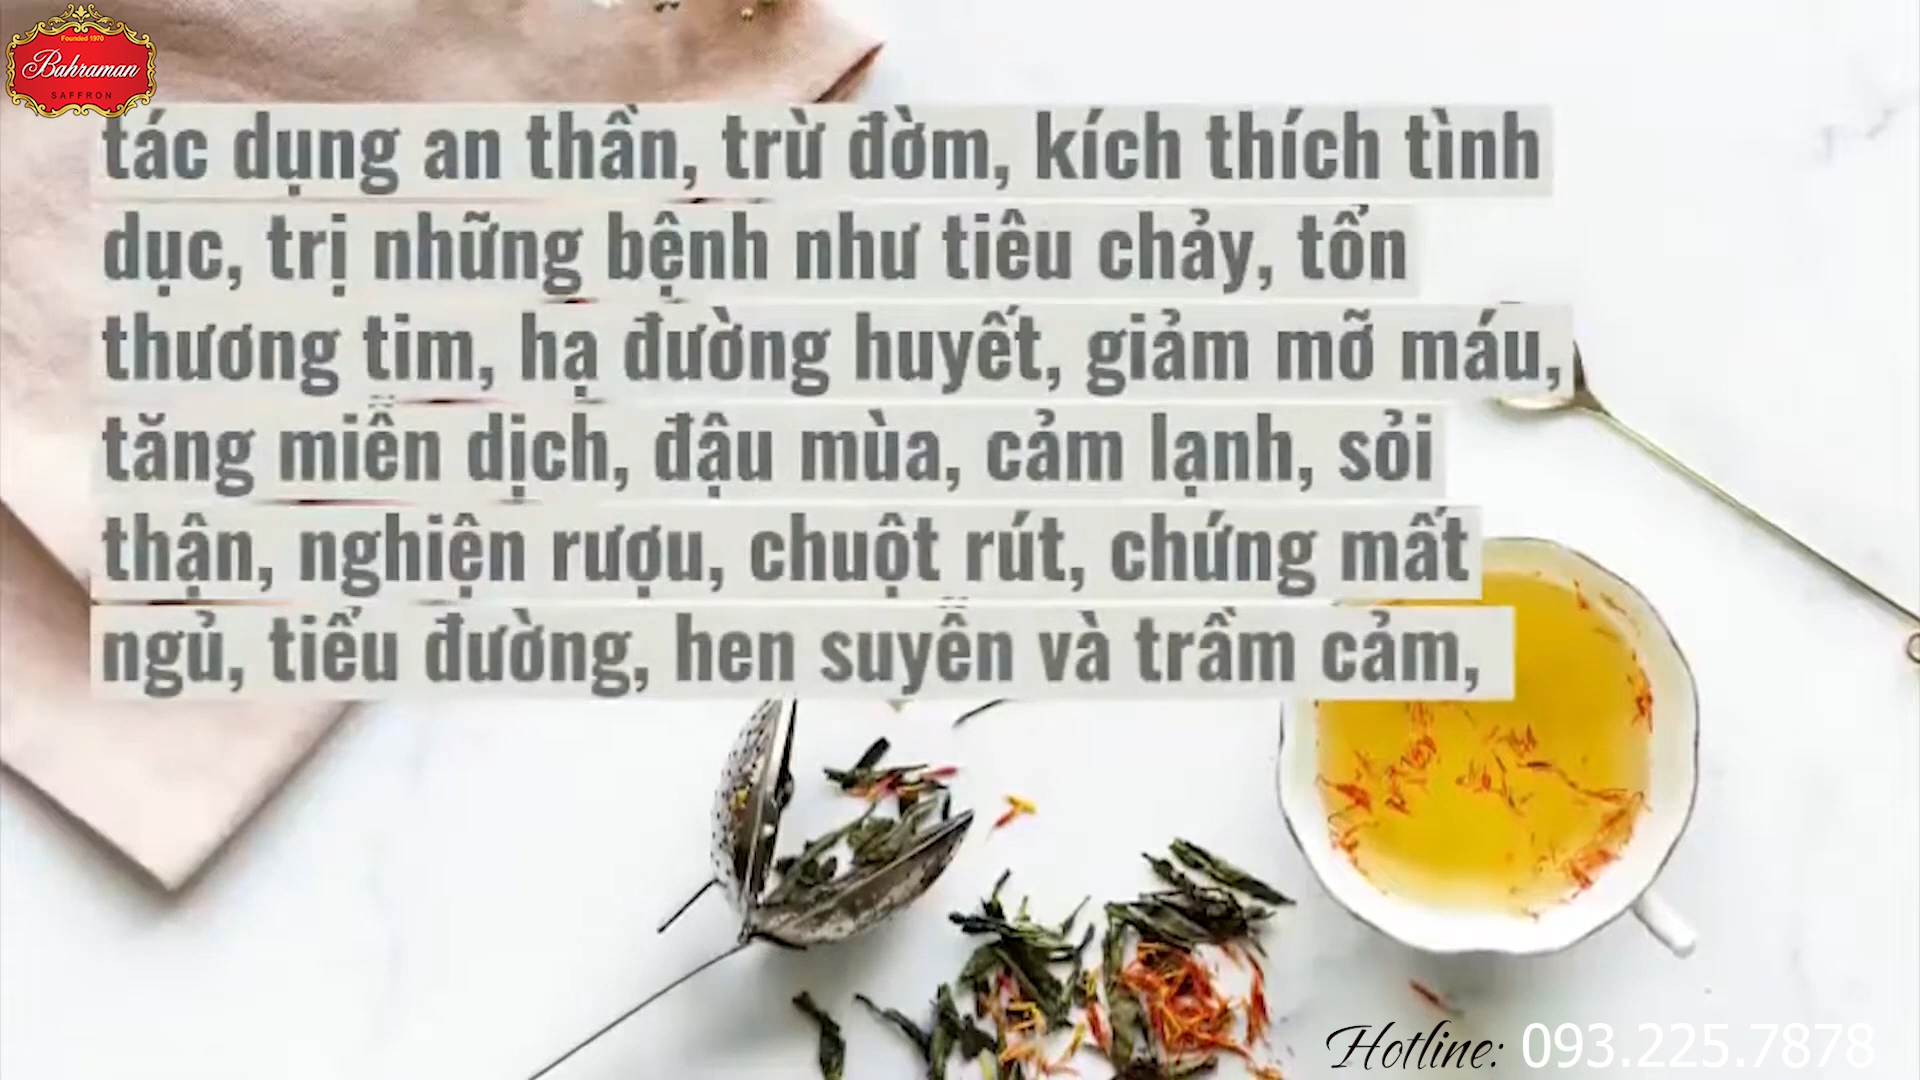 Founded 1970
Bahraman
SAFFRON
tác dụng an thần, trừ đờm, kích thích tình
dục, trị những bệnh như tiêu chảy, tổn
thương tim, hạ đường huyết, giảm mỡ máu,
tăng miễn dịch, đậu mùa, cảm lạnh, sỏi
thận, nghiện rượu, chuột rút, chứng mất
ngủ, tiểu đường, hen suyễn và trầm cảm,
Hotline: 093.225.7878